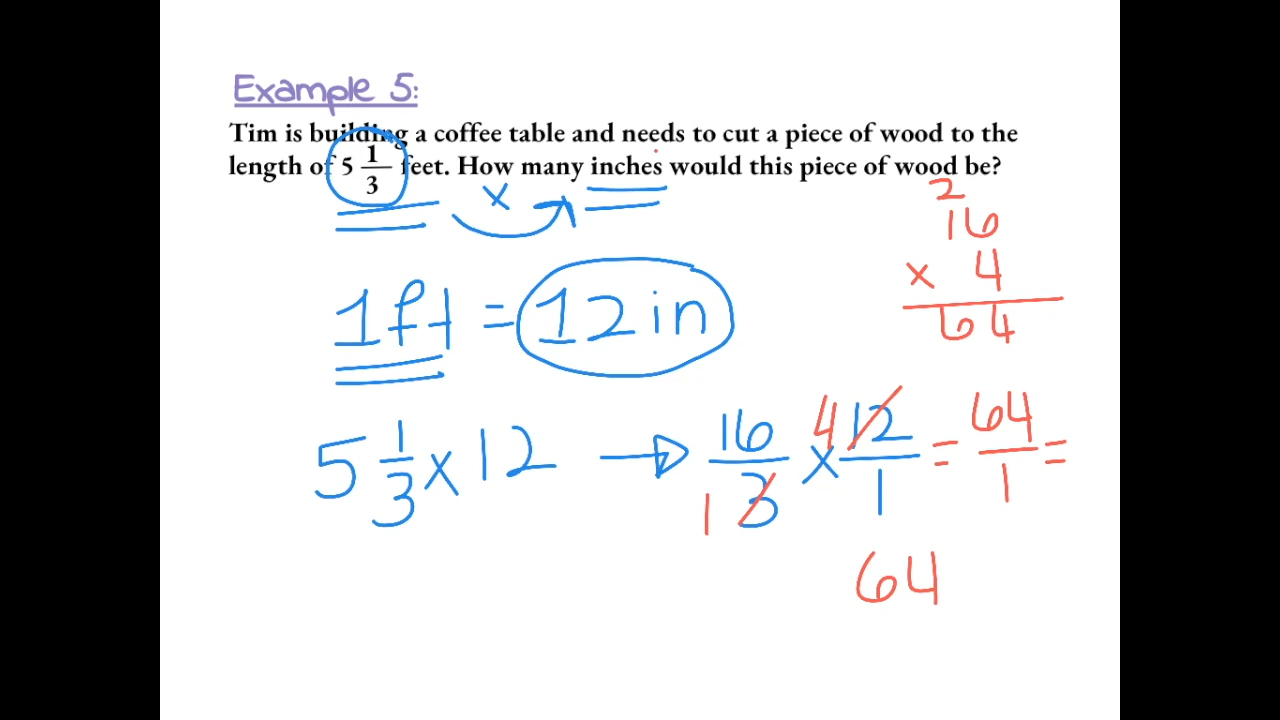 Example 5:
Tim is building a coffee table and needs to cut a piece of wood to the
length of 5 1/3 feet. How many inches would this piece of wood be?
x
2
16
x 4
64
1ft = 12 in
5 1/3 x 12 → 16/3 x 12/1 = 64/1 =
4
1
64